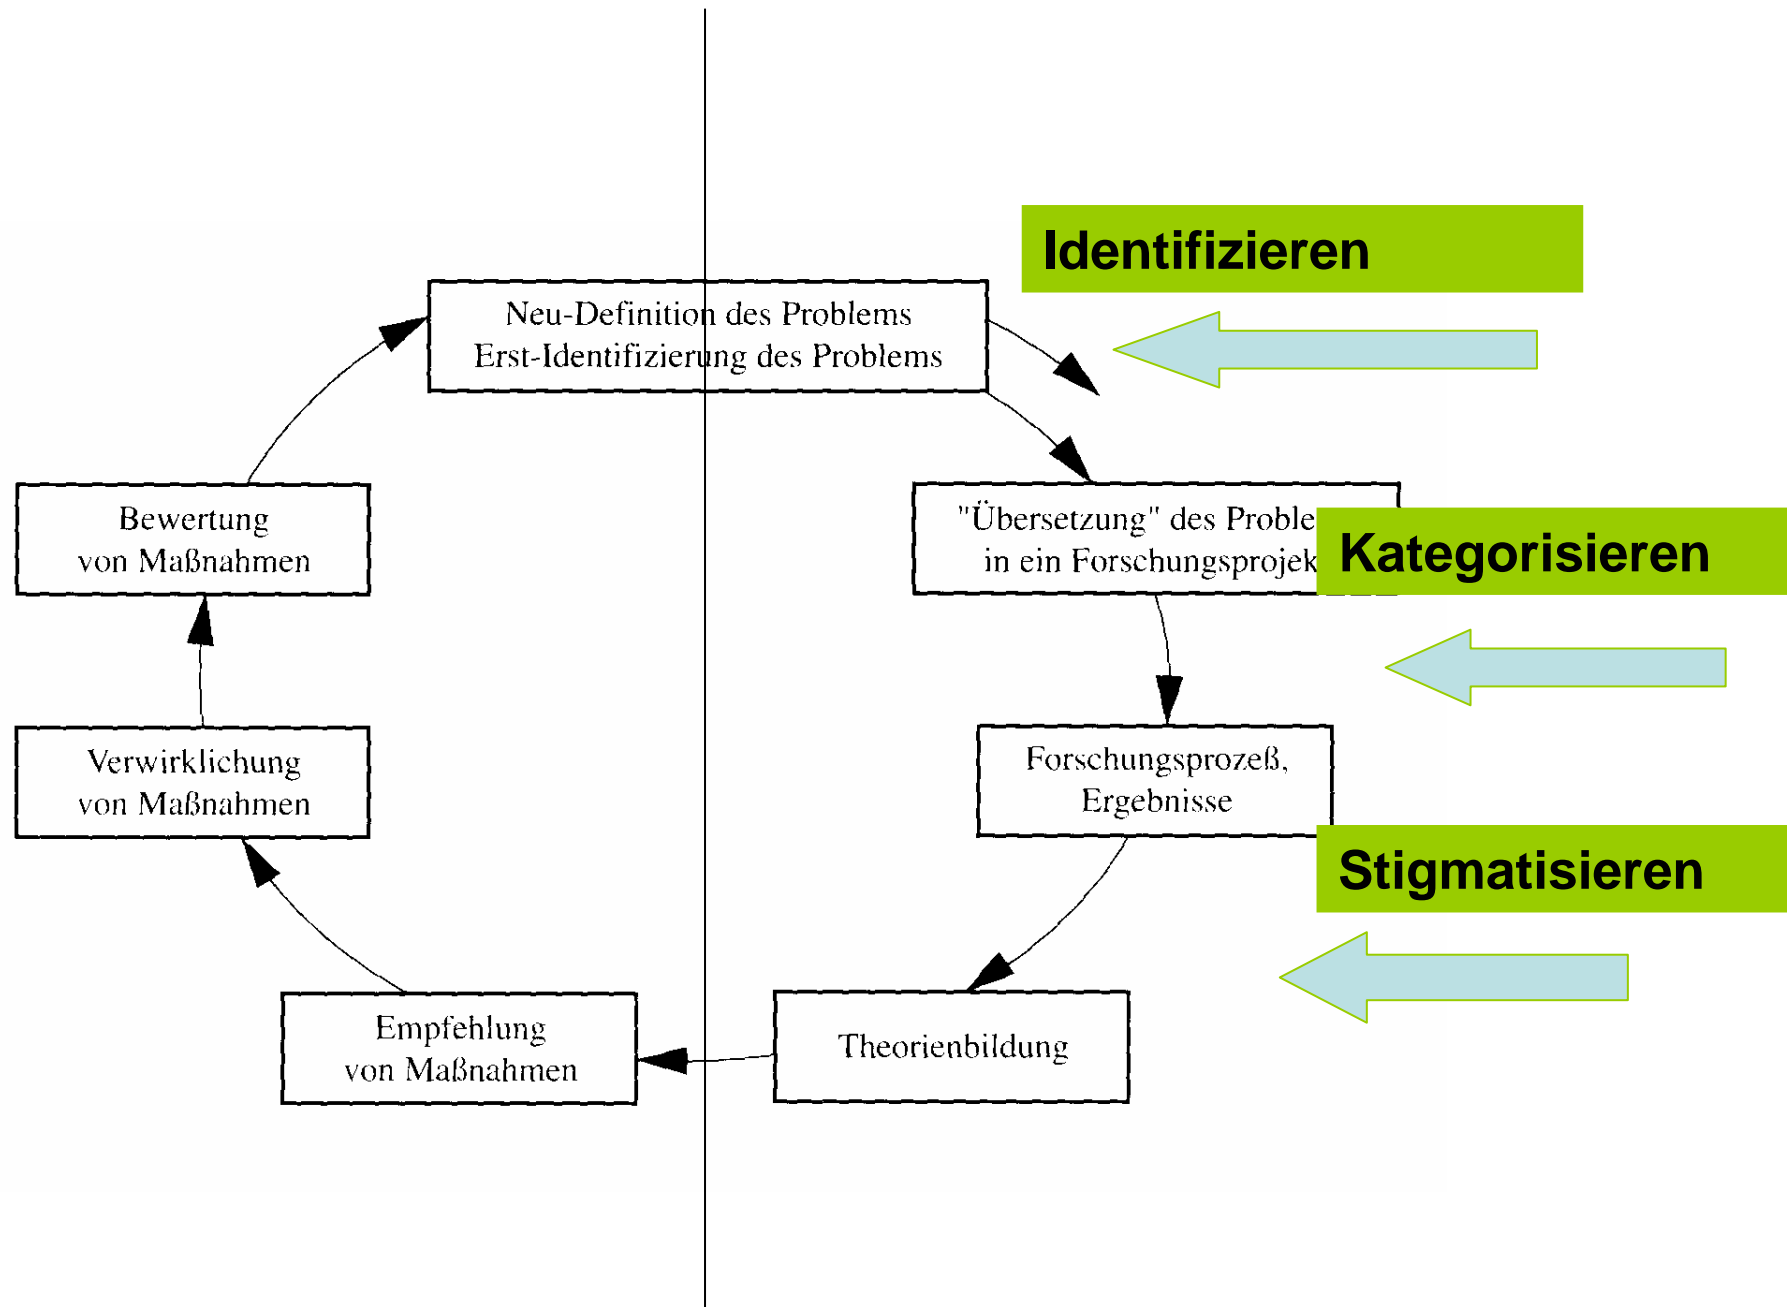 Identifizieren
Neu-Definition des Problems
Erst-Identifizierung des Problems
Bewertung
von Maßnahmen
"Übersetzung" des Proble
in ein Forschungsprojek
Kategorisieren
Verwirklichung
von Maßnahmen
Forschungsprozeß,
Ergebnisse
Stigmatisieren
Empfehlung
von Maßnahmen
Theorienbildung